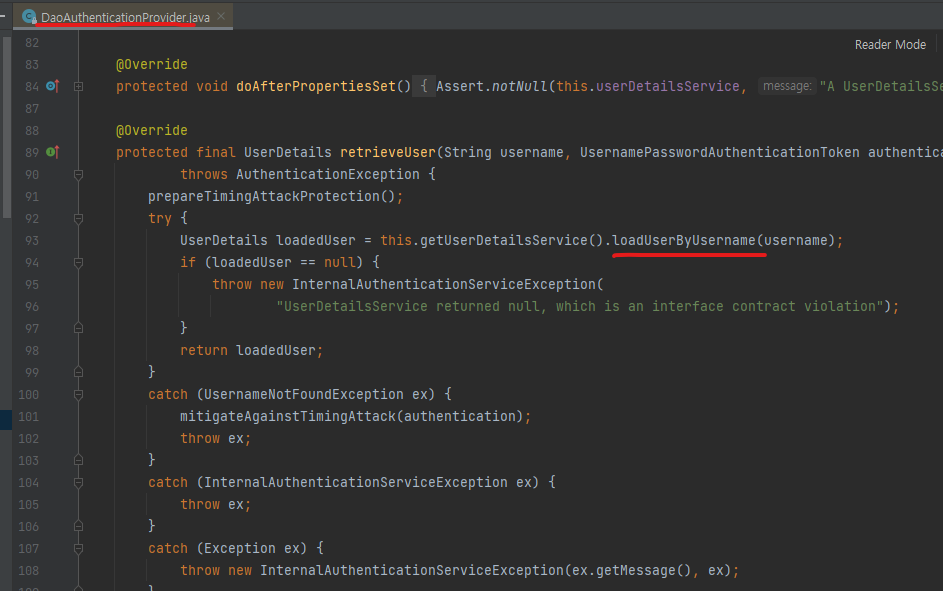 DaoAuthenticationProvider.java ×
Reader Mode
82
83 @Override
84 protected void doAfterPropertiesSet() { Assert.notNull(this.userDetailsService, message: "A UserDetailsSe
87
88 @Override
89 protected final UserDetails retrieveUser(String username, UsernamePasswordAuthenticationToken authentica
90 throws AuthenticationException {
91 prepareTimingAttackProtection();
92 try {
93 UserDetails loadedUser = this.getUserDetailsService().loadUserByUsername(username);
94 if (loadedUser == null) {
95 throw new InternalAuthenticationServiceException(
96 "UserDetailsService returned null, which is an interface contract violation");
97 }
98 return loadedUser;
99 }
100 catch (UsernameNotFoundException ex) {
101 mitigateAgainstTimingAttack(authentication);
102 throw ex;
103 }
104 catch (InternalAuthenticationServiceException ex) {
105 throw ex;
106 }
107 catch (Exception ex) {
108 throw new InternalAuthenticationServiceException(ex.getMessage(), ex);